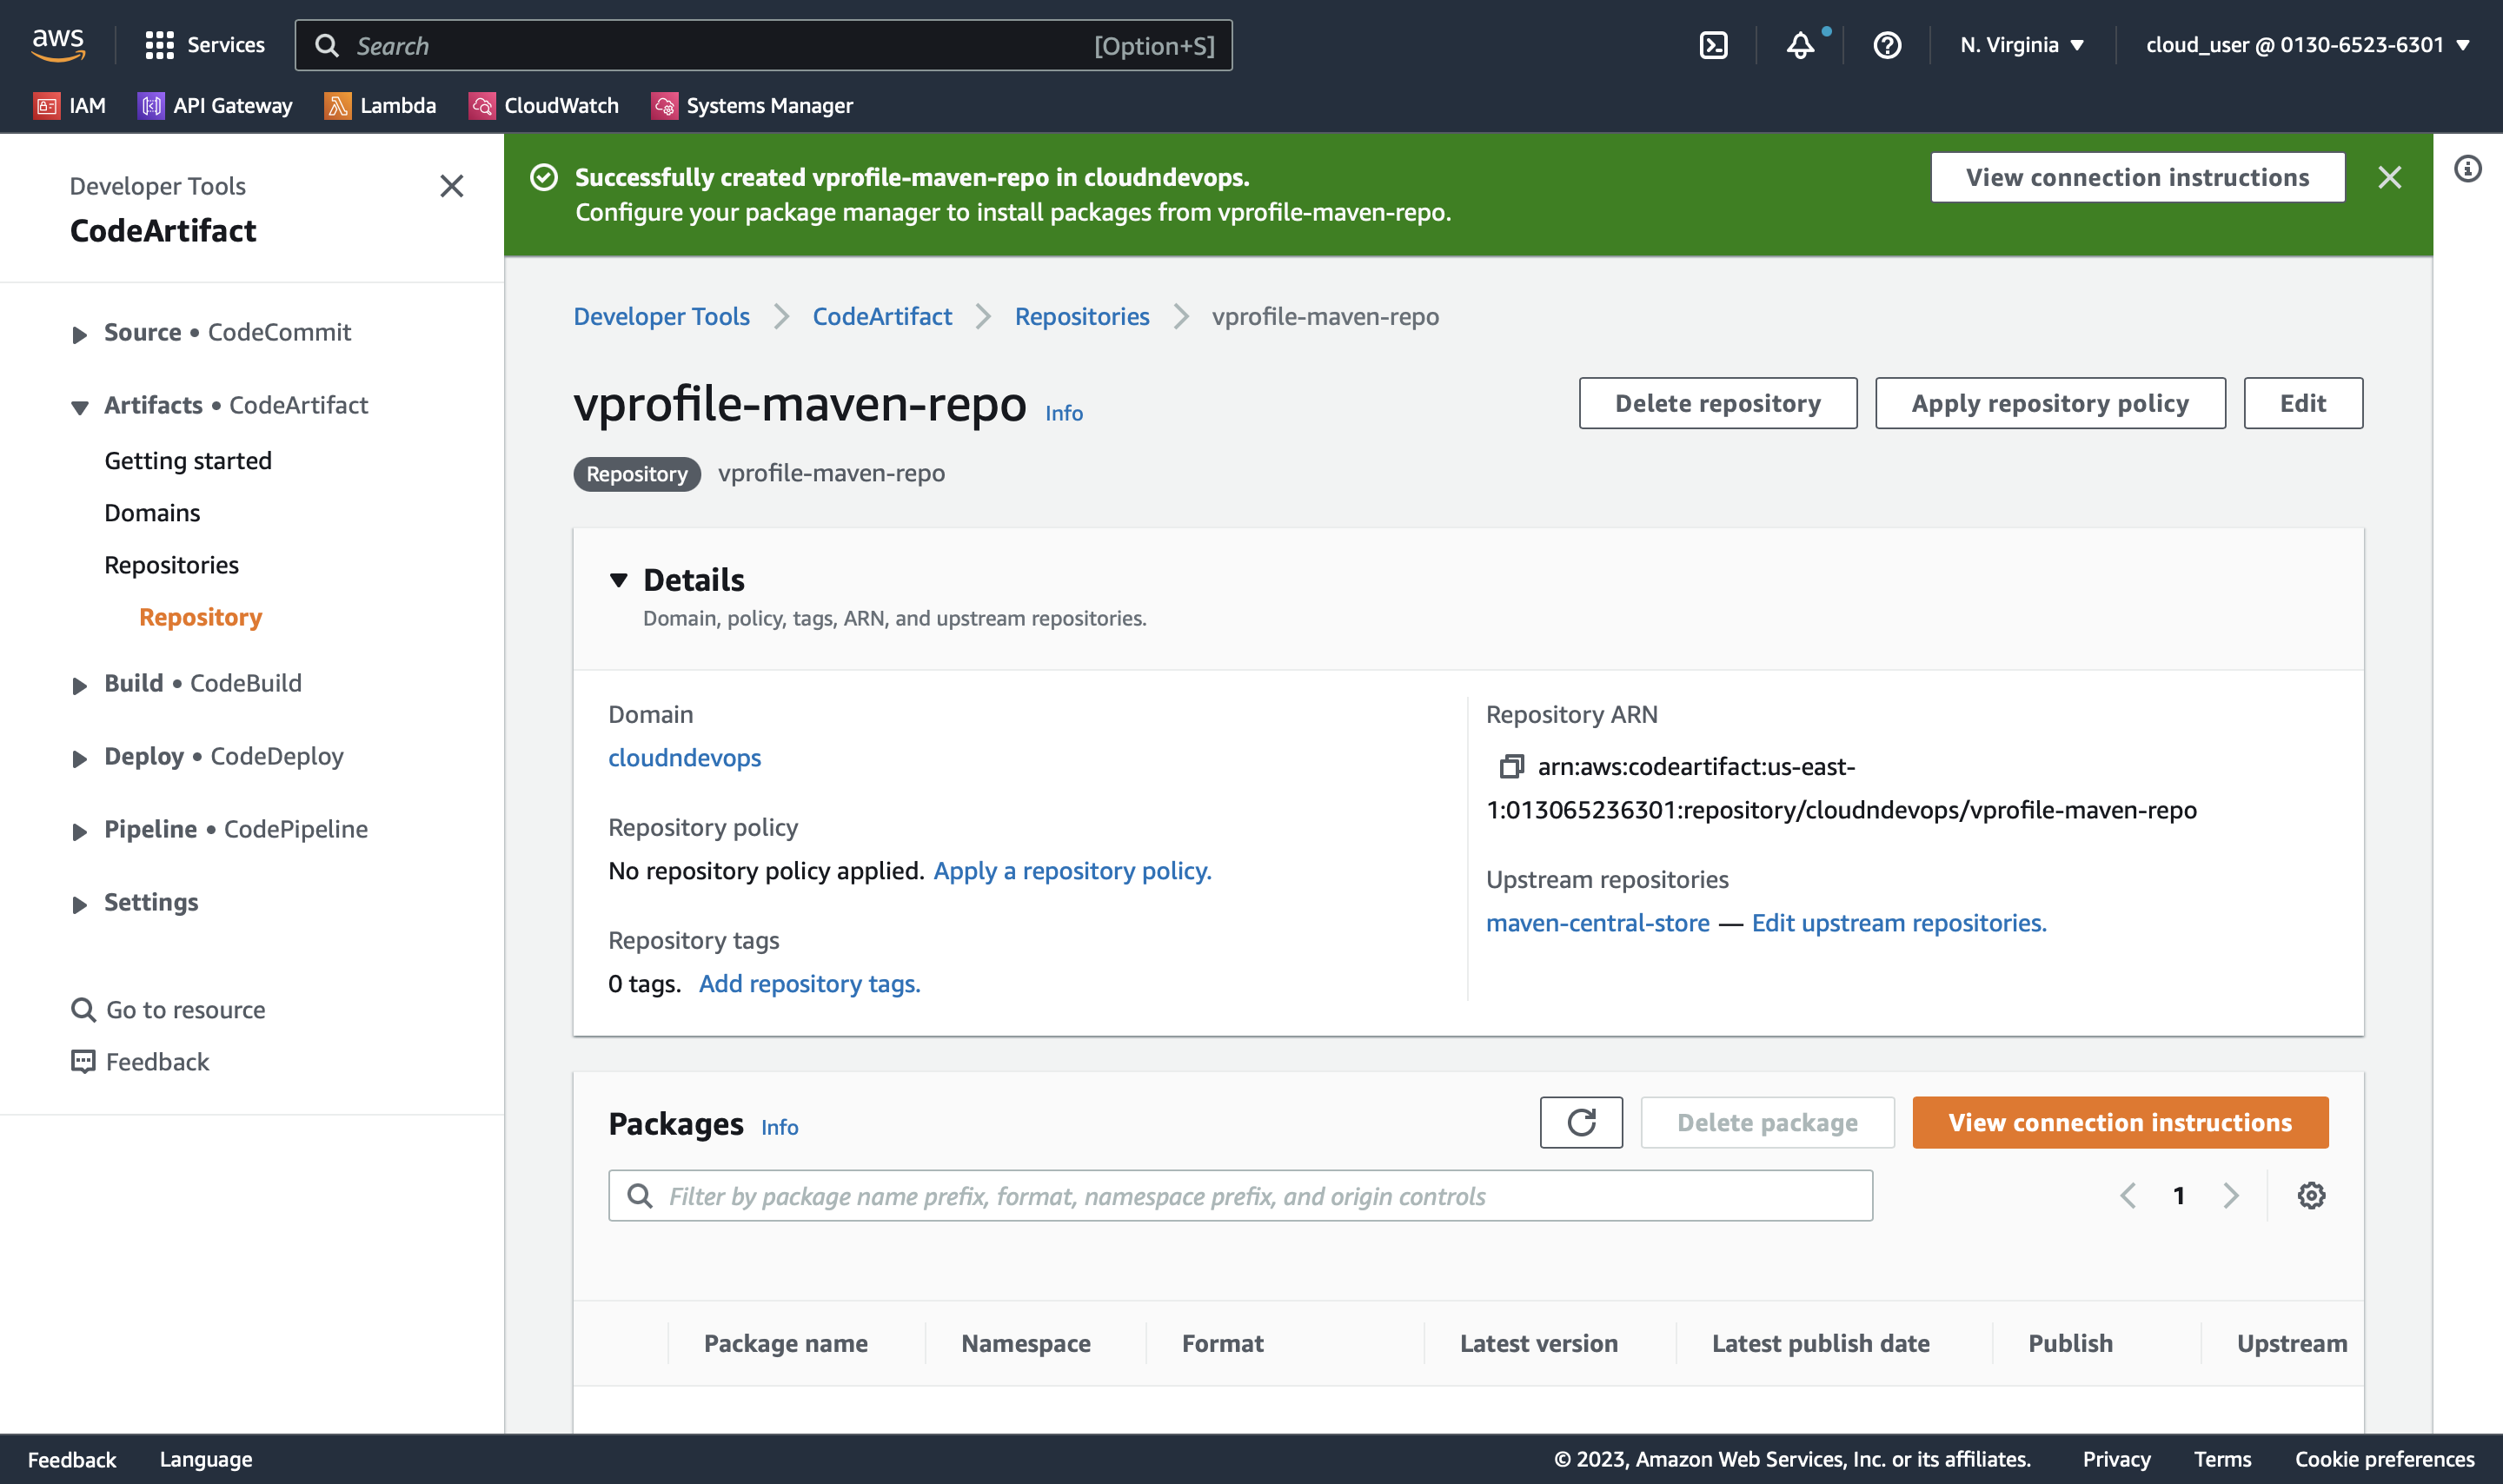 aws
Services
Search
[Option+S]
N. Virginia
cloud_user @ 0130-6523-6301
IAM
API Gateway
Lambda
CloudWatch
Systems Manager
Developer Tools
CodeArtifact
Source • CodeCommit
Artifacts • CodeArtifact
Getting started
Domains
Repositories
Repository
Build • CodeBuild
Deploy • CodeDeploy
Pipeline • CodePipeline
Settings
Go to resource
Feedback
Successfully created vprofile-maven-repo in cloudndevops.
Configure your package manager to install packages from vprofile-maven-repo.
View connection instructions
Developer Tools
CodeArtifact
Repositories
vprofile-maven-repo
vprofile-maven-repo
Info
Delete repository
Apply repository policy
Edit
Repository
vprofile-maven-repo
Details
Domain, policy, tags, ARN, and upstream repositories.
Domain
cloudndevops
Repository policy
No repository policy applied. Apply a repository policy.
Repository tags
0 tags. Add repository tags.
Repository ARN
arn:aws:codeartifact:us-east-
1:013065236301:repository/cloudndevops/vprofile-maven-repo
Upstream repositories
maven-central-store — Edit upstream repositories.
Packages
Info
Delete package
View connection instructions
Filter by package name prefix, format, namespace prefix, and origin controls
1
Package name
Namespace
Format
Latest version
Latest publish date
Publish
Upstream
Feedback
Language
© 2023, Amazon Web Services, Inc. or its affiliates.
Privacy
Terms
Cookie preferences